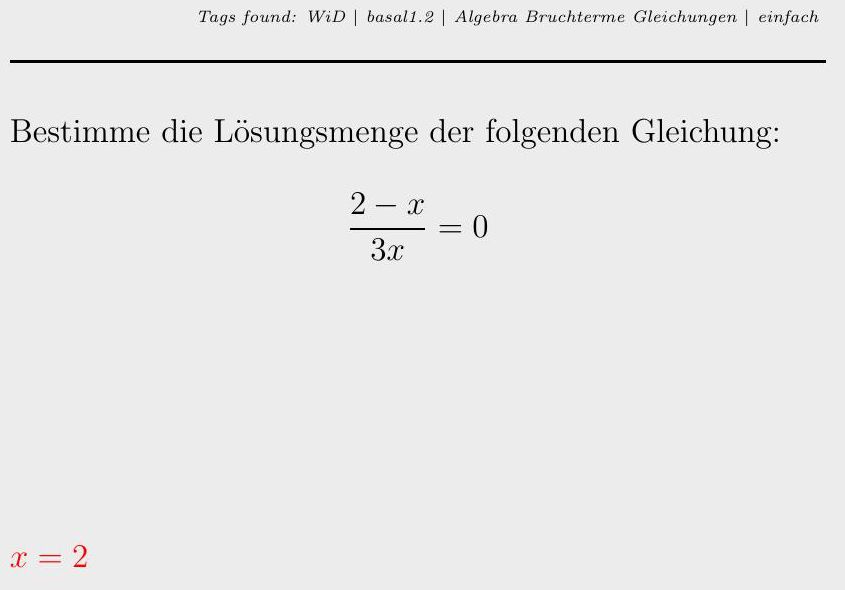 Tags found: WiD | basal1.2 | Algebra Bruchterme Gleichungen | einfach
Bestimme die Lösungsmenge der folgenden Gleichung:
2 − x
3x
= 0
x = 2